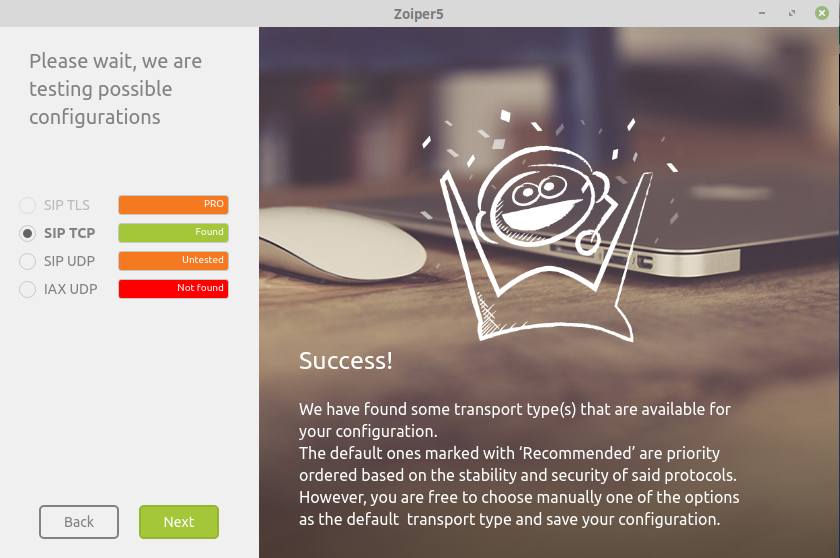 Zoiper5
Please wait, we are
testing possible
configurations
SIP TLS PRO
SIP TCP Found
SIP UDP Untested
IAX UDP Not found
Back Next
Success!
We have found some transport type(s) that are available for
your configuration.
The default ones marked with ‘Recommended’ are priority
ordered based on the stability and security of said protocols.
However, you are free to choose manually one of the options
as the default  transport type and save your configuration.